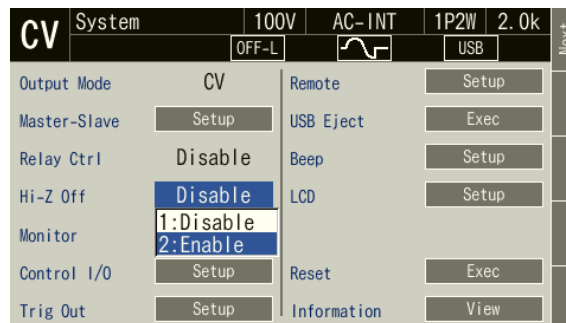 CV System 100V AC-INT 1P2W 2.0k
OFF-L USB
Next
Output Mode CV Remote Setup
Master-Slave Setup USB Eject Exec
Relay Ctrl Disable Beep Setup
Hi-Z Off Disable LCD Setup
1:Disable
Monitor 2:Enable
Control I/O Setup Reset Exec
Trig Out Setup Information View